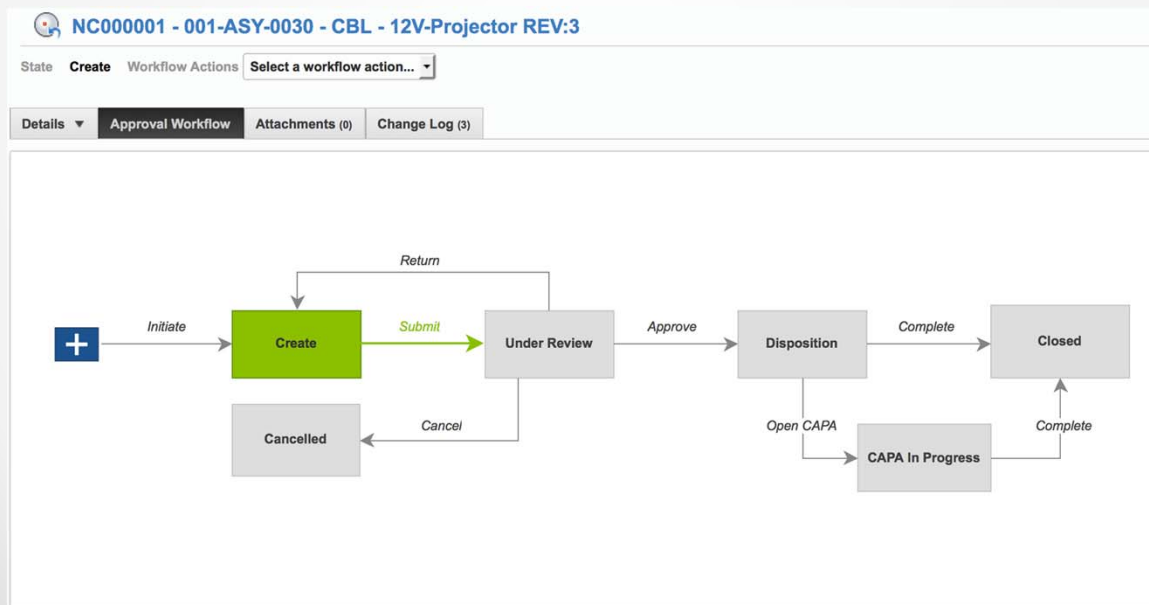 NC000001 - 001-ASY-0030 - CBL - 12V-Projector REV:3
State Create Workflow Actions Select a workflow action...
Details Approval Workflow Attachments (0) Change Log (3)
Return
Initiate Submit Approve Complete
Create Under Review Disposition Closed
Cancelled Cancel Open CAPA Complete
CAPA In Progress